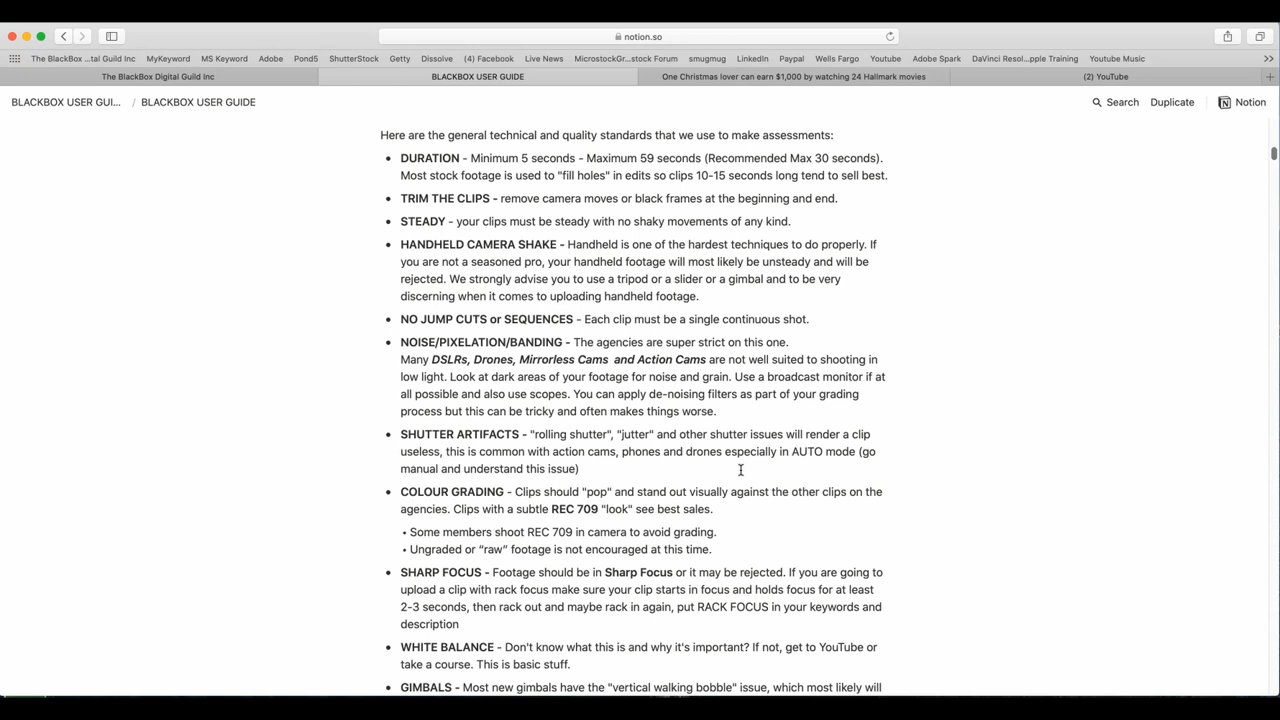 notion.so
The BlackBox ...tal Guild Inc MyKeyword MS Keyword Adobe Pond5 ShutterStock Getty Dissolve (4) Facebook Live News MicrostockGr...stock Forum smugmug LinkedIn Paypal Wells Fargo Youtube Adobe Spark DaVinci Resol...pple Training Youtube Music >>
The BlackBox Digital Guild Inc BLACKBOX USER GUIDE One Christmas lover can earn $1,000 by watching 24 Hallmark movies (2) YouTube +
BLACKBOX USER GUI... / BLACKBOX USER GUIDE Search Duplicate Notion
Here are the general technical and quality standards that we use to make assessments:
• DURATION - Minimum 5 seconds - Maximum 59 seconds (Recommended Max 30 seconds).
Most stock footage is used to "fill holes" in edits so clips 10-15 seconds long tend to sell best.
• TRIM THE CLIPS - remove camera moves or black frames at the beginning and end.
• STEADY - your clips must be steady with no shaky movements of any kind.
• HANDHELD CAMERA SHAKE - Handheld is one of the hardest techniques to do properly. If
you are not a seasoned pro, your handheld footage will most likely be unsteady and will be
rejected. We strongly advise you to use a tripod or a slider or a gimbal and to be very
discerning when it comes to uploading handheld footage.
• NO JUMP CUTS or SEQUENCES - Each clip must be a single continuous shot.
• NOISE/PIXELATION/BANDING - The agencies are super strict on this one.
Many DSLRs, Drones, Mirrorless Cams and Action Cams are not well suited to shooting in
low light. Look at dark areas of your footage for noise and grain. Use a broadcast monitor if at
all possible and also use scopes. You can apply de-noising filters as part of your grading
process but this can be tricky and often makes things worse.
• SHUTTER ARTIFACTS - "rolling shutter", "jutter" and other shutter issues will render a clip
useless, this is common with action cams, phones and drones especially in AUTO mode (go
manual and understand this issue)
• COLOUR GRADING - Clips should "pop" and stand out visually against the other clips on the
agencies. Clips with a subtle REC 709 "look" see best sales.
• Some members shoot REC 709 in camera to avoid grading.
• Ungraded or “raw” footage is not encouraged at this time.
• SHARP FOCUS - Footage should be in Sharp Focus or it may be rejected. If you are going to
upload a clip with rack focus make sure your clip starts in focus and holds focus for at least
2-3 seconds, then rack out and maybe rack in again, put RACK FOCUS in your keywords and
description
• WHITE BALANCE - Don't know what this is and why it's important? If not, get to YouTube or
take a course. This is basic stuff.
• GIMBALS - Most new gimbals have the "vertical walking bobble" issue, which most likely will